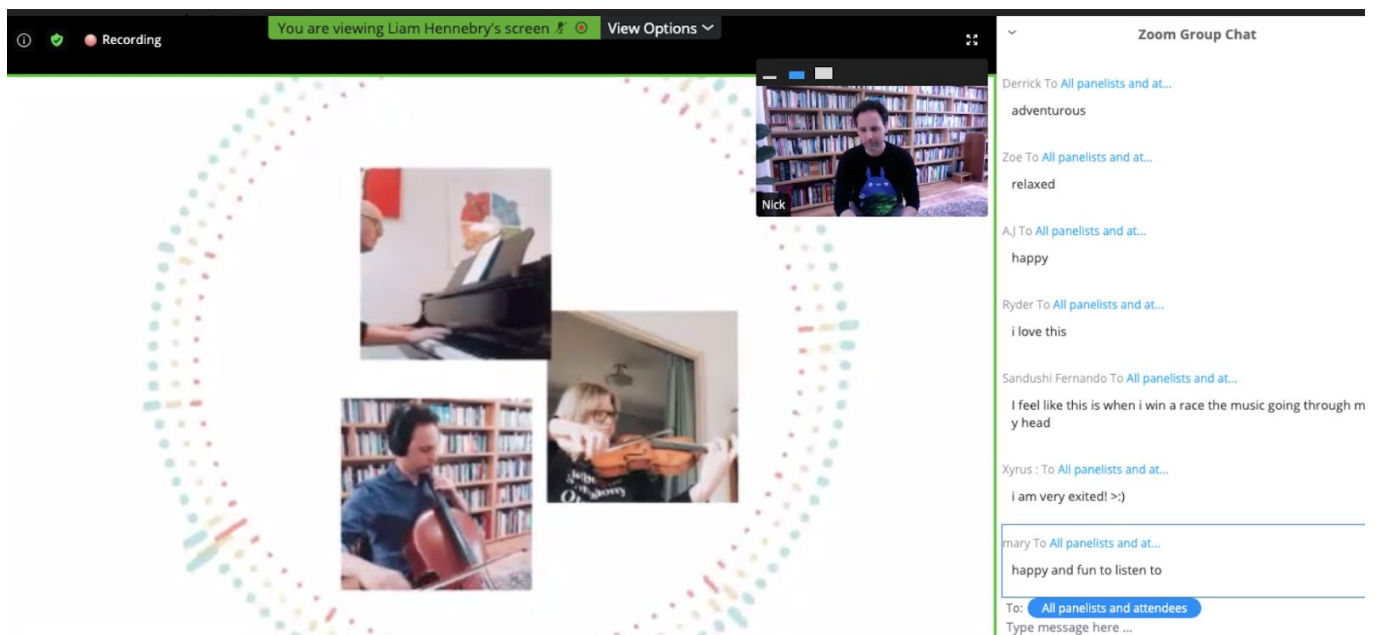 You are viewing Liam Hennebry's screen
View Options
Recording
Nick
Zoom Group Chat
Derrick To All panelists and at...
adventurous
Zoe To All panelists and at...
relaxed
A.J To All panelists and at...
happy
Ryder To All panelists and at...
i love this
Sandushi Fernando To All panelists and at...
I feel like this is when i win a race the music going through m
y head
Xyrus : To All panelists and at...
i am very exited! >:)
mary To All panelists and at...
happy and fun to listen to
To: All panelists and attendees
Type message here ...